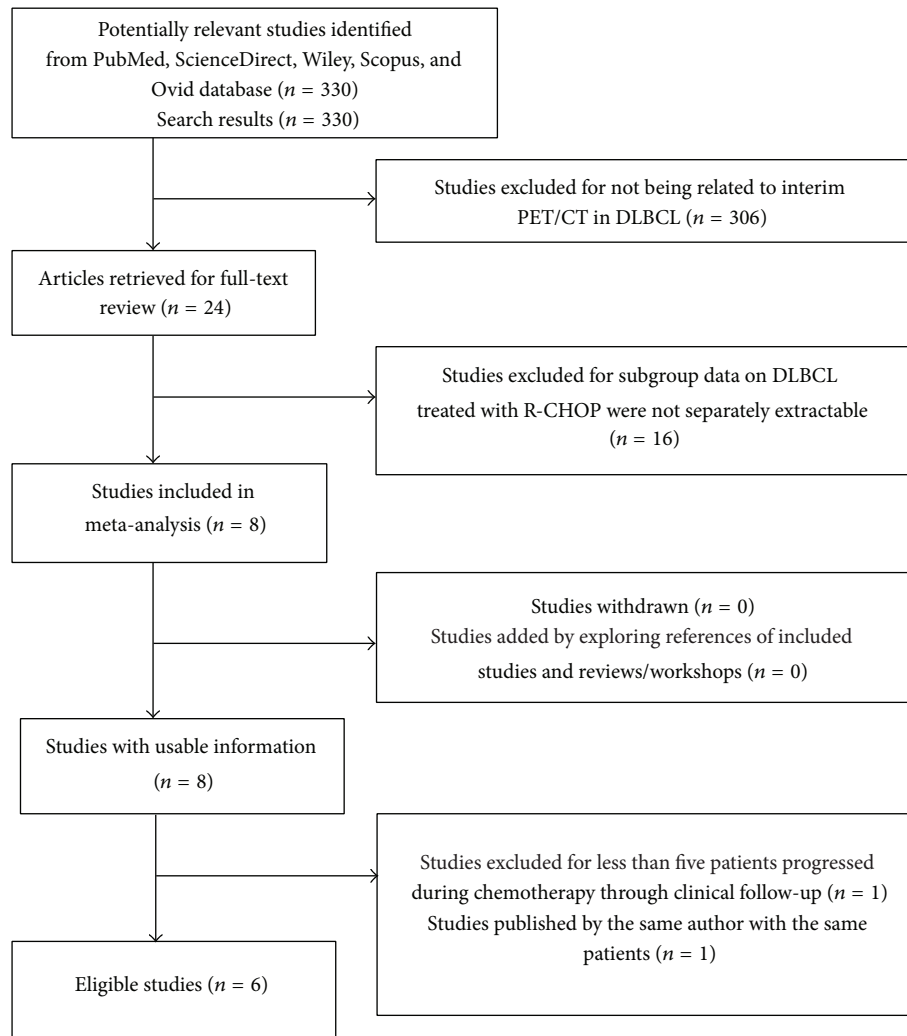 Potentially relevant studies identified
from PubMed, ScienceDirect, Wiley, Scopus, and
Ovid database (n = 330)
Search results (n = 330)
Studies excluded for not being related to interim
PET/CT in DLBCL (n = 306)
Articles retrieved for full-text
review (n = 24)
Studies excluded for subgroup data on DLBCL
treated with R-CHOP were not separately extractable
(n = 16)
Studies included in
meta-analysis (n = 8)
Studies withdrawn (n = 0)
Studies added by exploring references of included
studies and reviews/workshops (n = 0)
Studies with usable information
(n = 8)
Studies excluded for less than five patients progressed
during chemotherapy through clinical follow-up (n = 1)
Studies published by the same author with the same
patients (n = 1)
Eligible studies (n = 6)